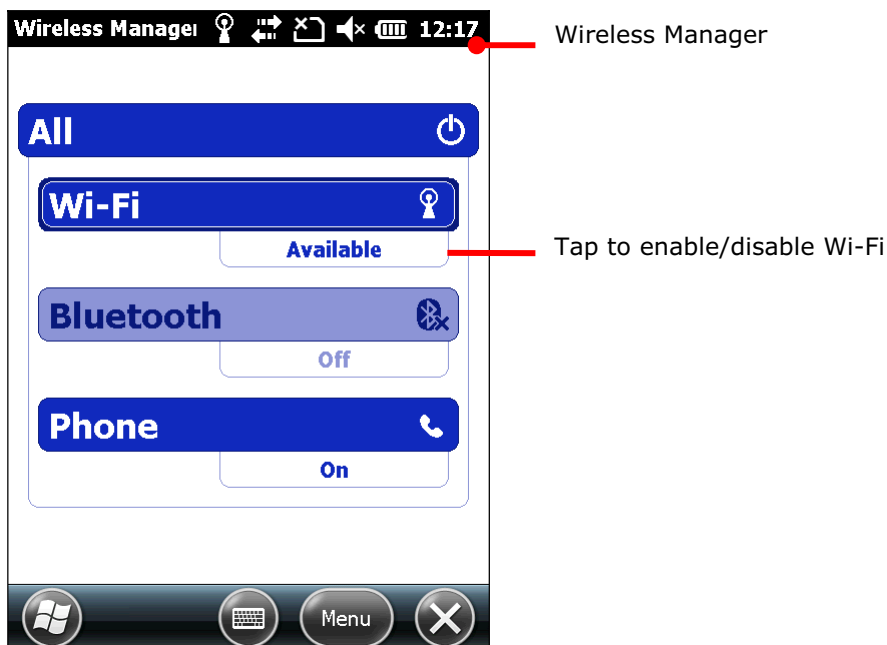 Wireless Manager 12:17
Wireless Manager
All
Wi-Fi
Available
Tap to enable/disable Wi-Fi
Bluetooth
Off
Phone
On
Menu